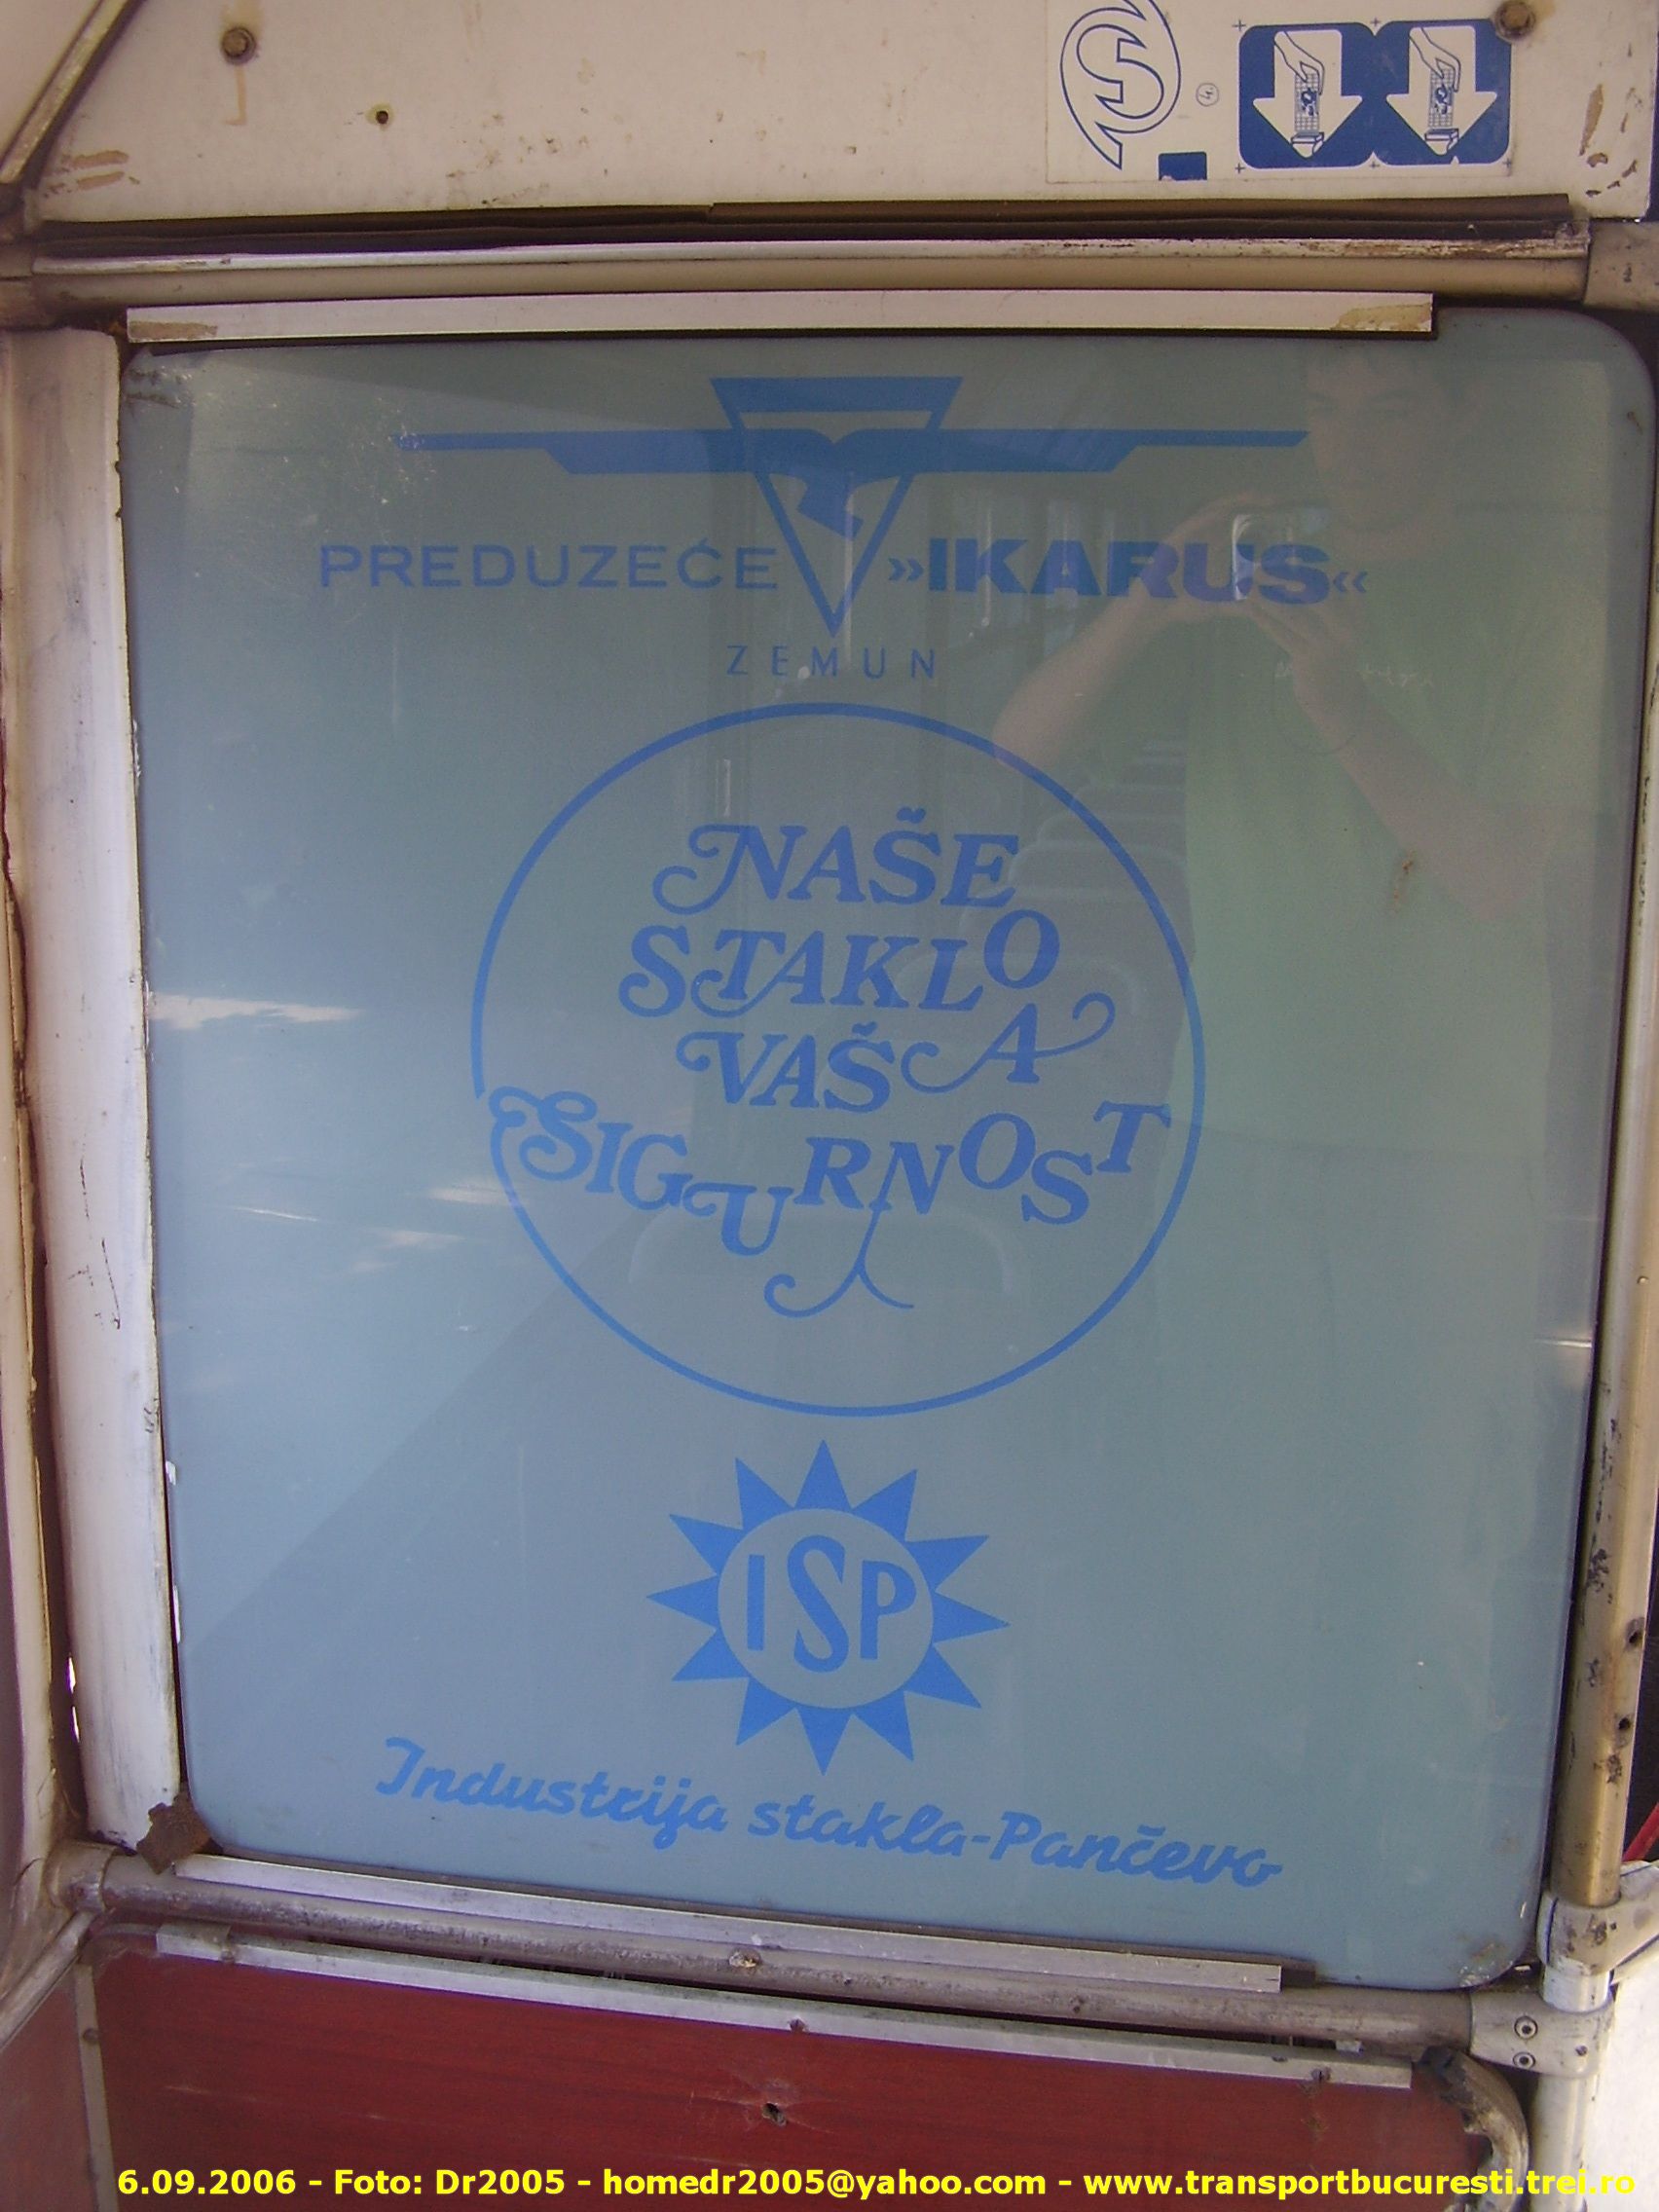 PREDUZEĆE »IKARUS«
ZEMUN
NAŠE
STAKLO
VAŠA
SIGURNOST
ISP
Industrija stakla-Pančevo
6.09.2006 - Foto: Dr2005 - homedr2005@yahoo.com - www.transportbucuresti.trei.ro